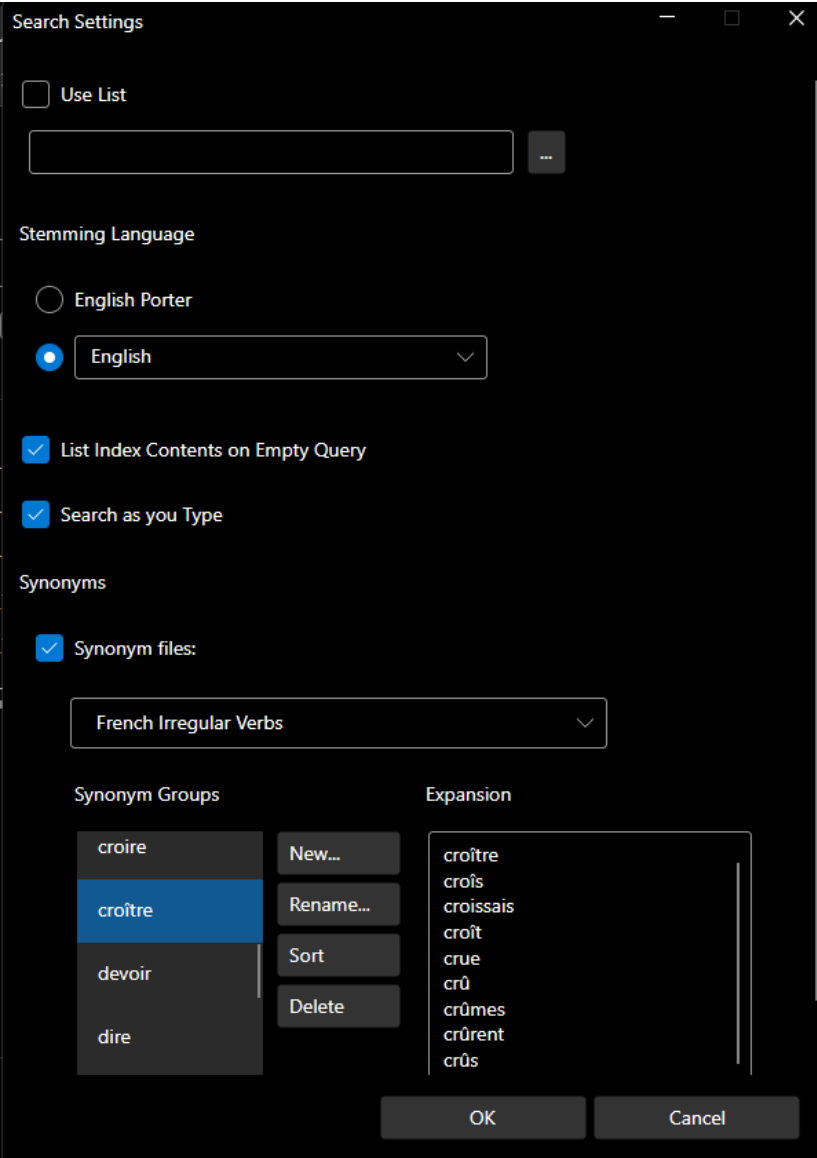 Search Settings
Use List
...
Stemming Language
English Porter
English
List Index Contents on Empty Query
Search as you Type
Synonyms
Synonym files:
French Irregular Verbs
Synonym Groups
Expansion
croire
croître
devoir
dire
New...
Rename...
Sort
Delete
croître
croîs
croissais
croît
crue
crû
crûmes
crûrent
crûs
OK
Cancel